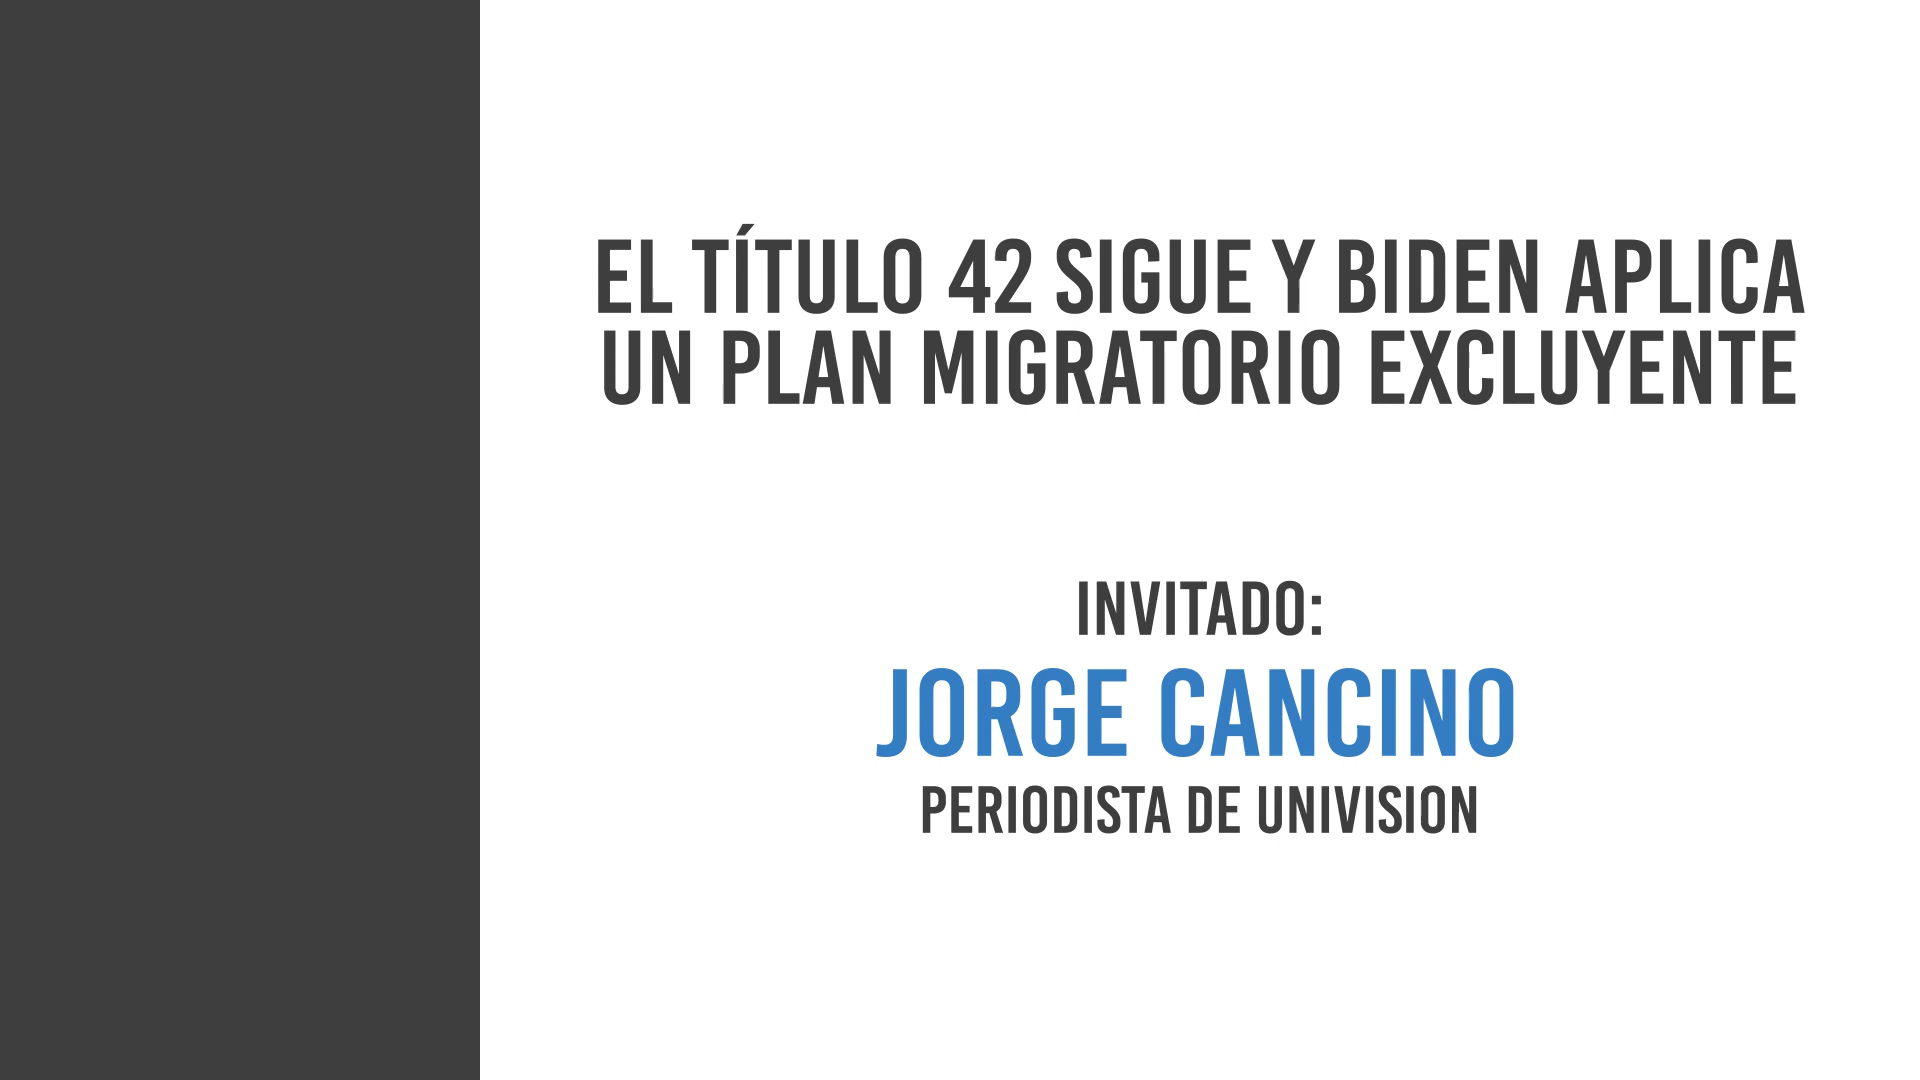 EL TÍTULO 42 SIGUE Y BIDEN APLICA
UN PLAN MIGRATORIO EXCLUYENTE
INVITADO:
JORGE CANCINO
PERIODISTA DE UNIVISION